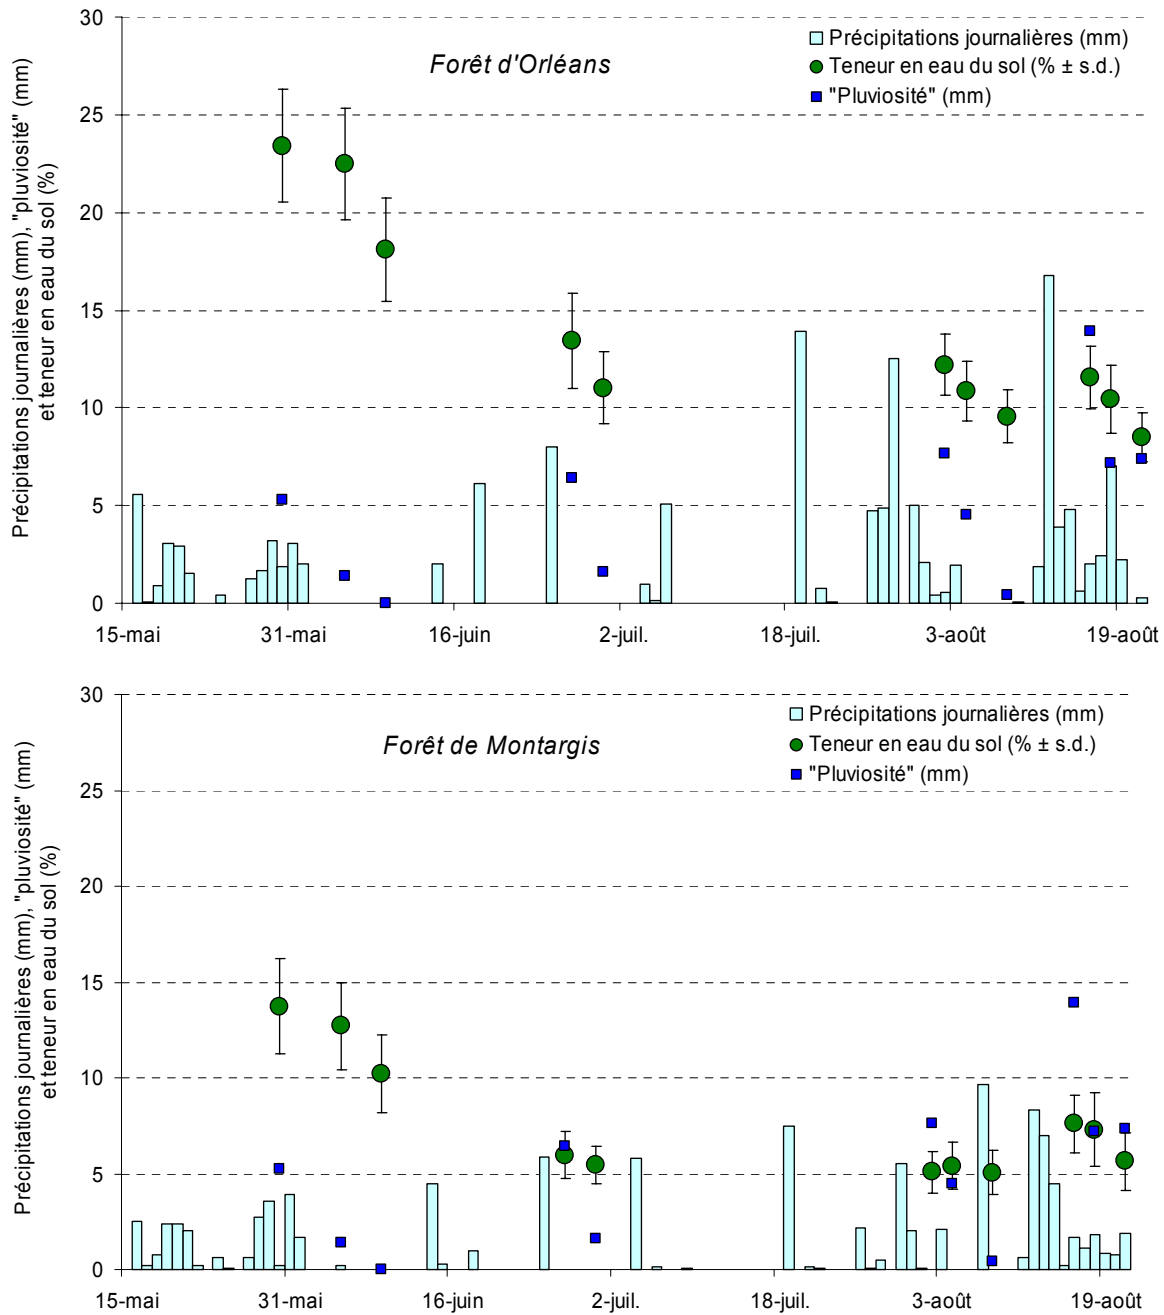 Forêt d'Orléans
Précipitations journalières (mm)
Teneur en eau du sol (% ± s.d.)
"Pluviosité" (mm)
Précipitations journalières (mm), "pluviosité" (mm)
et teneur en eau du sol (%)
30
25
20
15
10
5
0
15-mai 31-mai 16-juin 2-juil. 18-juil. 3-août 19-août
Forêt de Montargis
Précipitations journalières (mm)
Teneur en eau du sol (% ± s.d.)
"Pluviosité" (mm)
Précipitations journalières (mm), "pluviosité" (mm)
et teneur en eau du sol (%)
30
25
20
15
10
5
0
15-mai 31-mai 16-juin 2-juil. 18-juil. 3-août 19-août